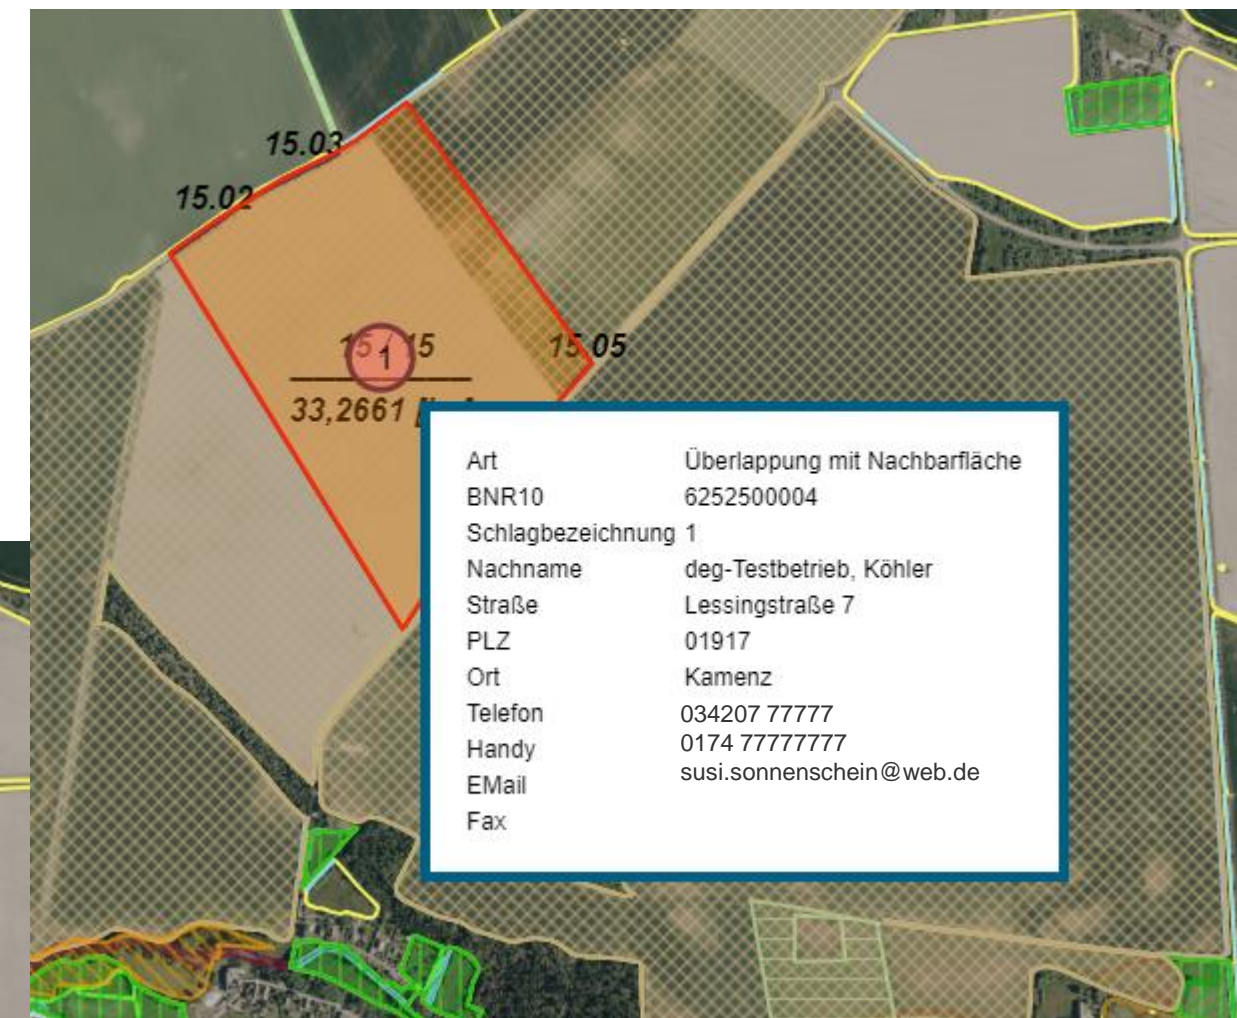 15.03
15.02
15 / 15
1
15.05
33,2661
Art Überlappung mit Nachbarfläche
BNR10 6252500004
Schlagbezeichnung 1
Nachname deg-Testbetrieb, Köhler
Straße Lessingstraße 7
PLZ 01917
Ort Kamenz
Telefon 034207 77777
Handy 0174 77777777
EMail susi.sonnenschein@web.de
Fax